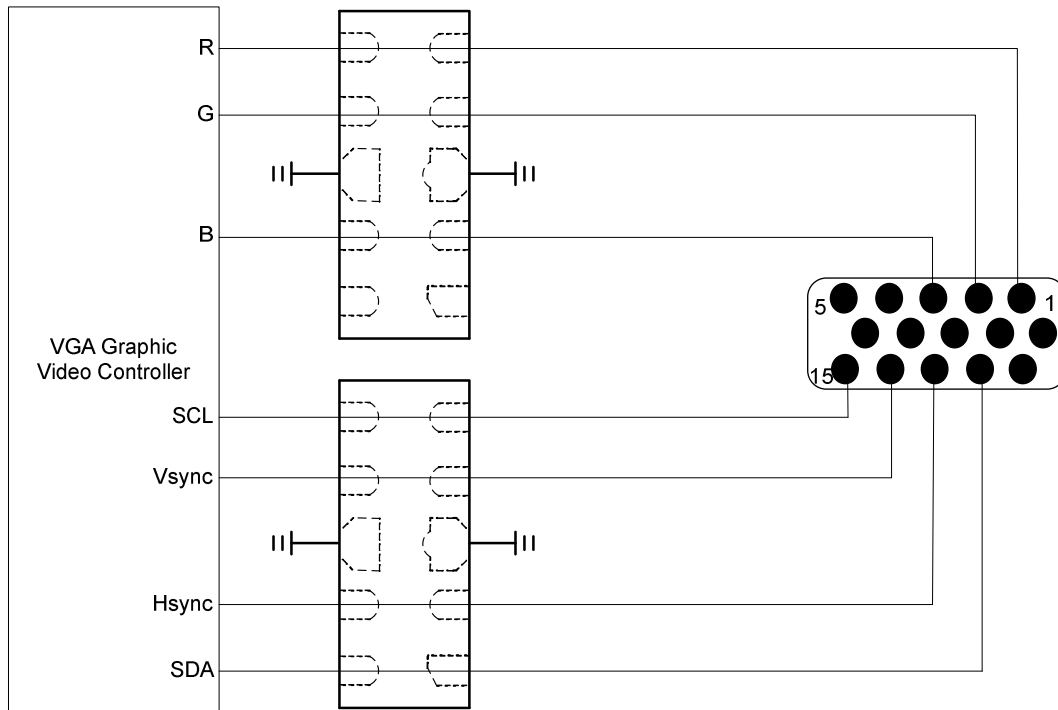 R
G
B
VGA Graphic
Video Controller
SCL
Vsync
Hsync
SDA
5
1
15